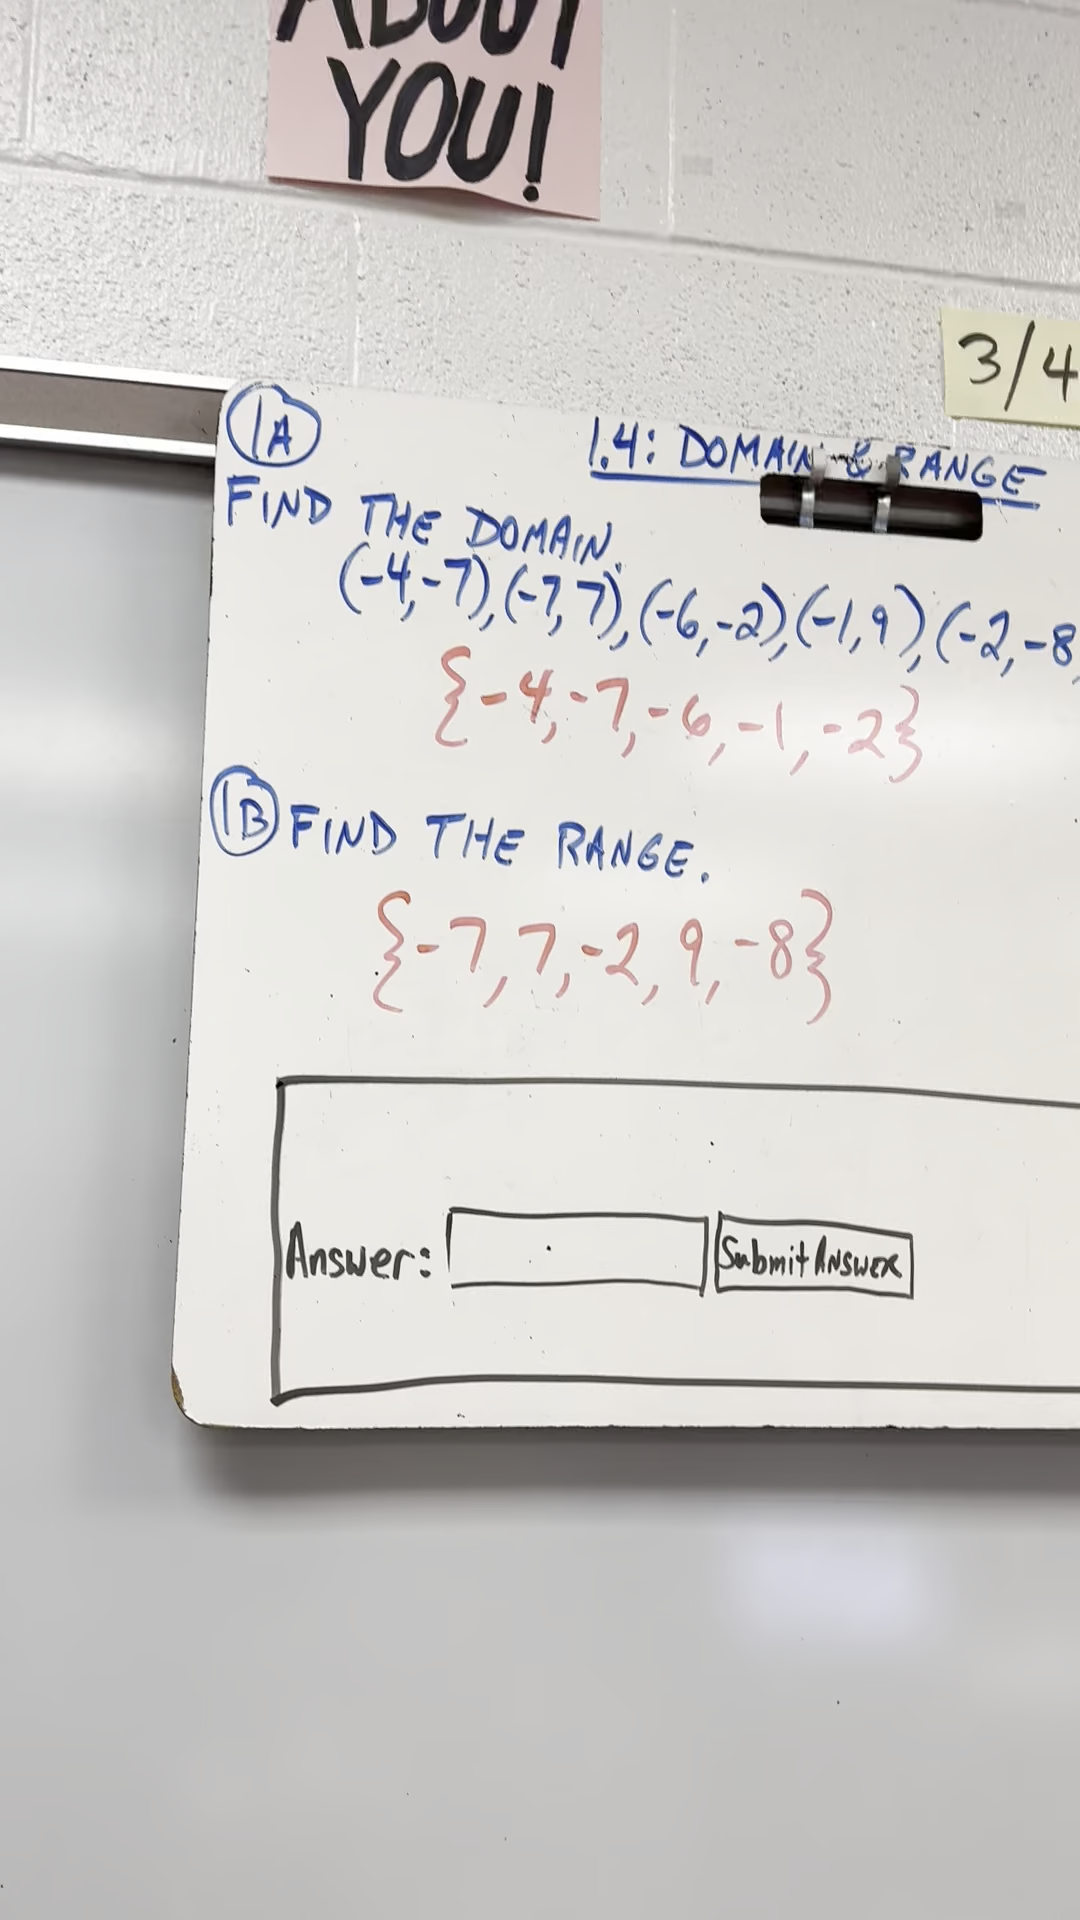 ABOUT
YOU!
3/4
1A
1.4: DOMAIN & RANGE
FIND THE DOMAIN.
(-4,-7),(-7,7),(-6,-2),(-1,9),(-2,-8
{-4,-7,-6,-1,-2}
1B FIND THE RANGE.
{-7,7,-2,9,-8}
Answer:
Submit ANSWER